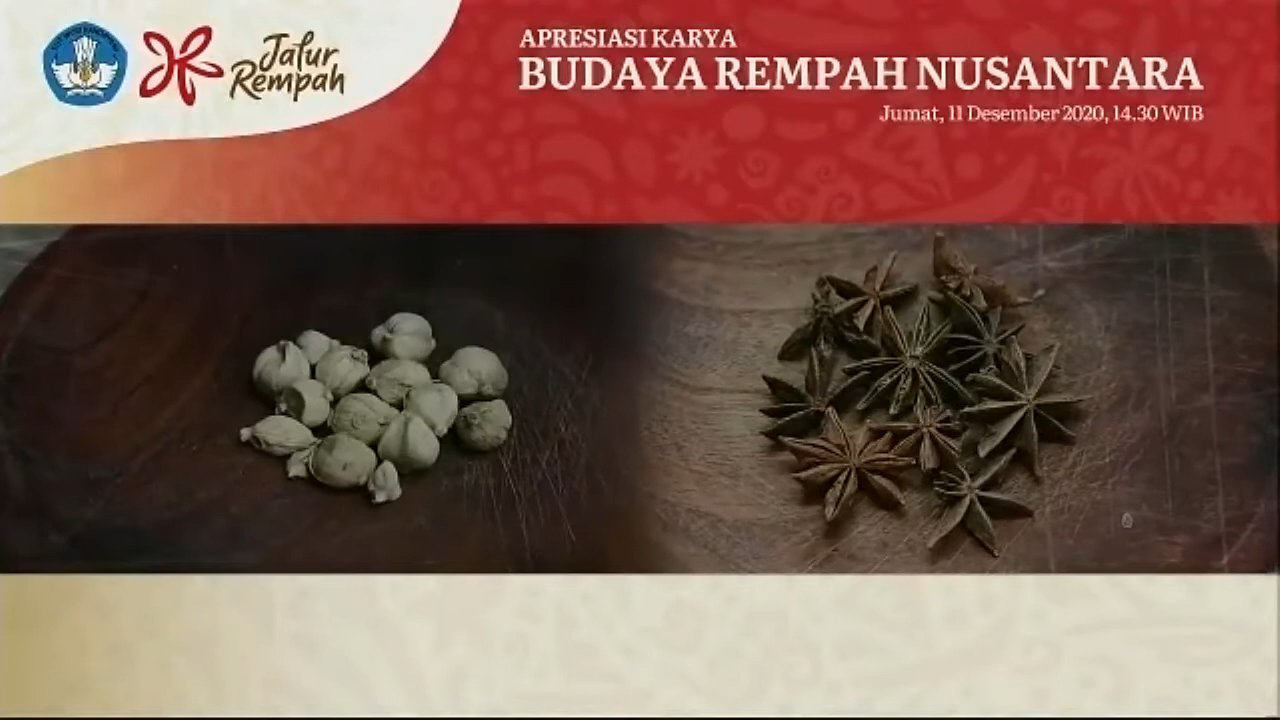 Jalur
Rempah
APRESIASI KARYA
BUDAYA REMPAH NUSANTARA
Jumat, 11 Desember 2020, 14.30 WIB